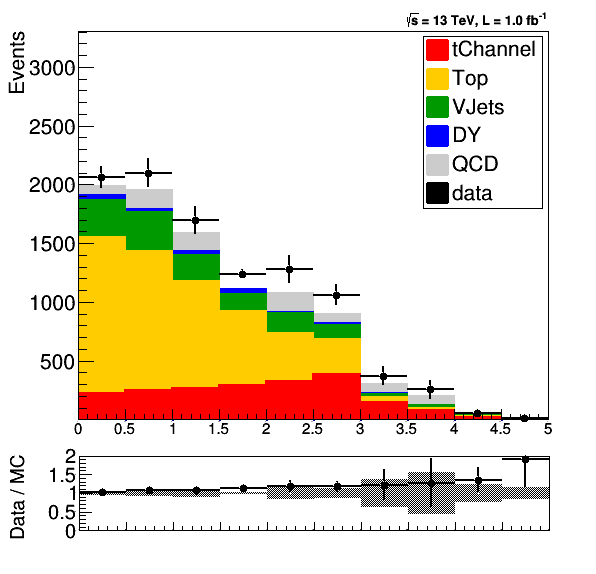 √s = 13 TeV, L = 1.0 fb⁻¹
Events
3000
2500
2000
1500
1000
500
tChannel
Top
VJets
DY
QCD
data
0 0.5 1 1.5 2 2.5 3 3.5 4 4.5 5
Data / MC
2
1.5
1
0.5
0